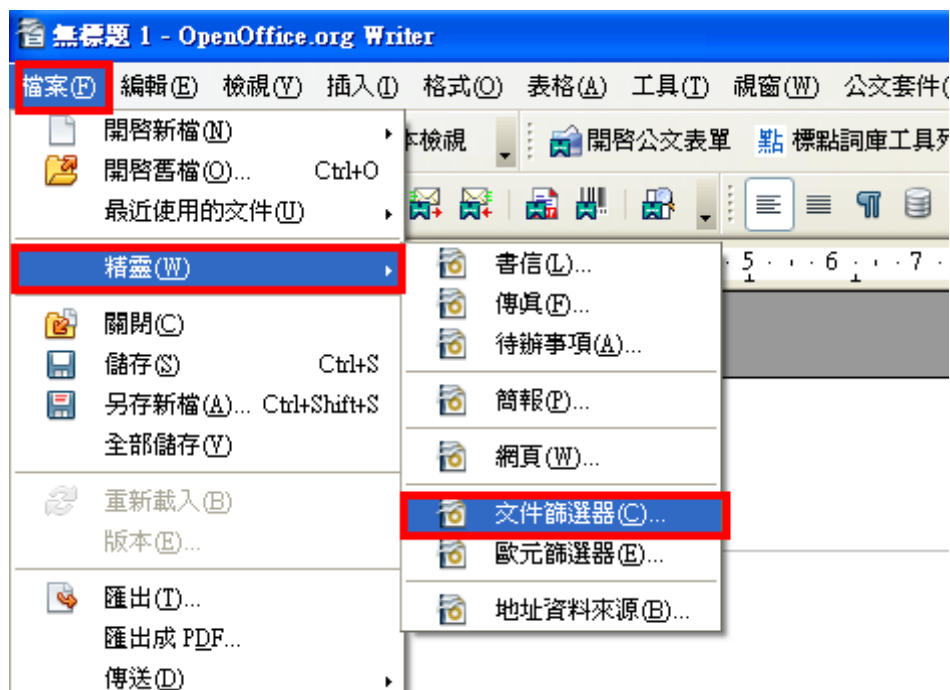 無標題 1 - OpenOffice.org Writer
檔案(F) 編輯(E) 檢視(V) 插入(I) 格式(O) 表格(A) 工具(T) 視窗(W) 公文套件(
開啓新檔(N)
本檢視 開啓公文表單 點 標點詞庫工具列
開啓舊檔(O)... Ctrl+O
最近使用的文件(U)
精靈(W)
5 6 7
關閉(C)
儲存(S) Ctrl+S
另存新檔(A)... Ctrl+Shift+S
全部儲存(V)
重新載入(B)
版本(E)...
匯出(T)...
匯出成 PDF...
傳送(D)
書信(L)...
傳眞(F)...
待辦事項(A)...
簡報(P)...
網頁(W)...
文件篩選器(C)...
歐元篩選器(E)...
地址資料來源(B)...